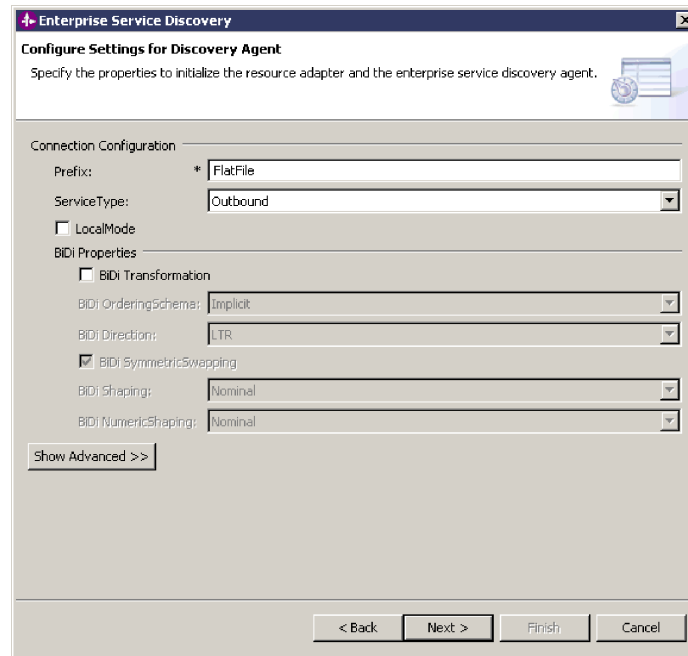 Enterprise Service Discovery
Configure Settings for Discovery Agent
Specify the properties to initialize the resource adapter and the enterprise service discovery agent.
Connection Configuration
Prefix: * FlatFile
ServiceType: Outbound
LocalMode
BiDi Properties
BiDi Transformation
BiDi OrderingSchema: Implicit
BiDi Direction: LTR
BiDi SymmetricSwapping
BiDi Shaping: Nominal
BiDi NumericShaping: Nominal
Show Advanced >>
< Back Next > Finish Cancel